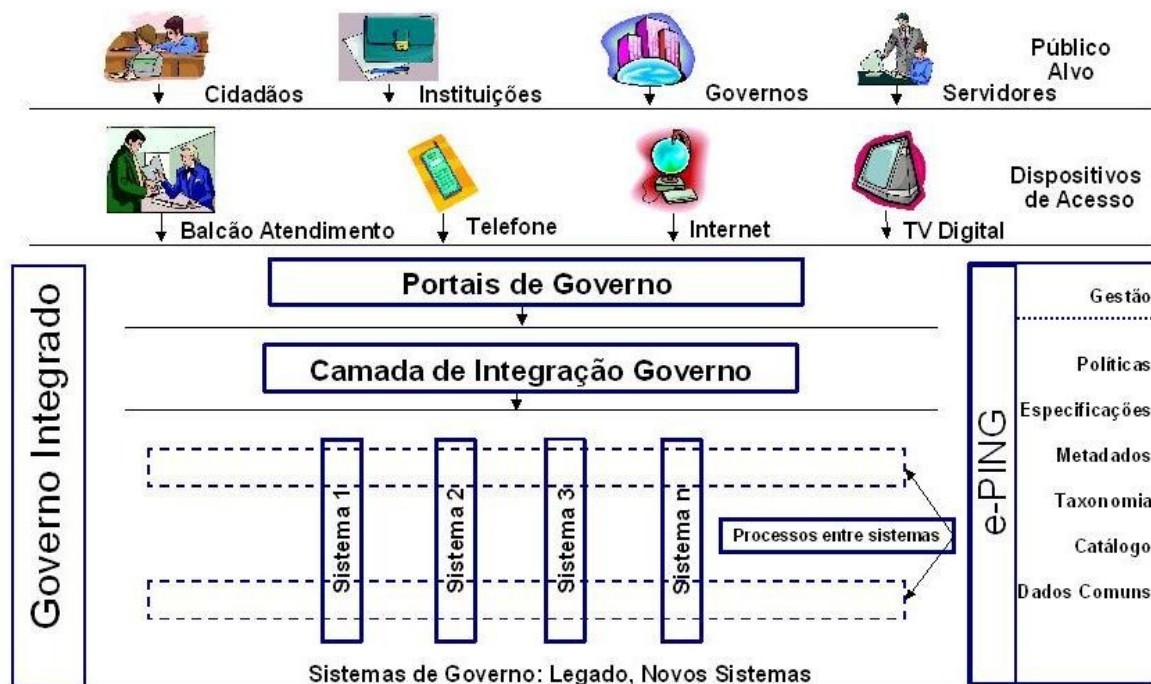 Público
Alvo
Cidadãos
Instituições
Governos
Servidores
Dispositivos
de Acesso
Balcão Atendimento
Telefone
Internet
TV Digital
Governo Integrado
Portais de Governo
Camada de Integração Governo
Sistema 1
Sistema 2
Sistema 3
Sistema n
Processos entre sistemas
Sistemas de Governo: Legado, Novos Sistemas
e-PING
Gestão
Políticas
Especificações
Metadados
Taxonomia
Catálogo
Dados Comuns